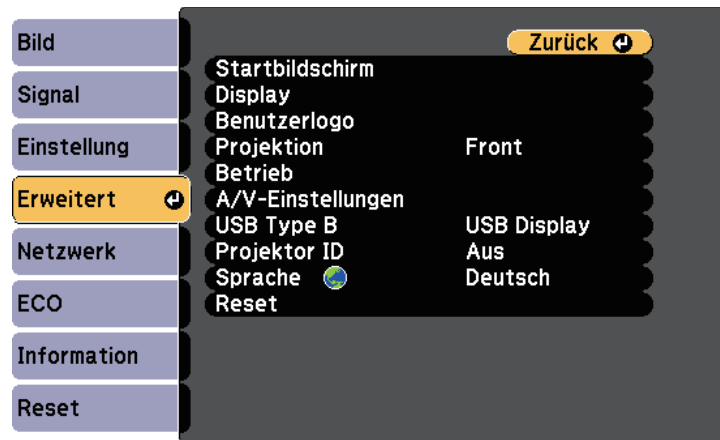 Bild
Signal
Einstellung
Erweitert
Netzwerk
ECO
Information
Reset
Zurück
Startbildschirm
Display
Benutzerlogo
Projektion Front
Betrieb
A/V-Einstellungen
USB Type B USB Display
Projektor ID Aus
Sprache Deutsch
Reset